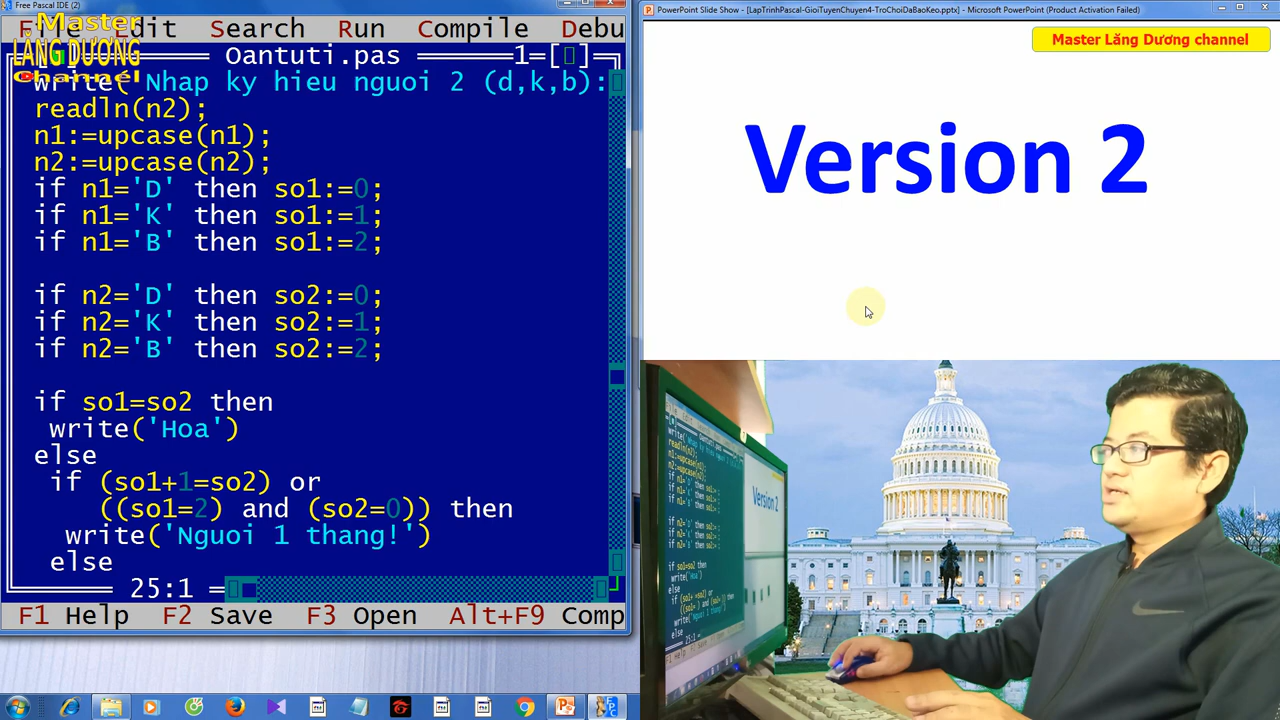 Free Pascal IDE (2)
File Edit Search Run Compile Debu
Master
LĂNG DƯƠNG
Channel
Oantuti.pas 1=[ ]
write('Nhap ky hieu nguoi 2 (d,k,b):
readln(n2);
n1:=upcase(n1);
n2:=upcase(n2);
if n1='D' then so1:=0;
if n1='K' then so1:=1;
if n1='B' then so1:=2;
if n2='D' then so2:=0;
if n2='K' then so2:=1;
if n2='B' then so2:=2;
if so1=so2 then
write('Hoa')
else
if (so1+1=so2) or
((so1=2) and (so2=0)) then
write('Nguoi 1 thang!')
else
25:1
F1 Help F2 Save F3 Open Alt+F9 Comp
PowerPoint Slide Show - [LapTrinhPascal-GioiTuyenChuyen4-TroChoiDaBaoKeo.pptx] - Microsoft PowerPoint (Product Activation Failed)
Master Lăng Dương channel
Version 2
Version 2